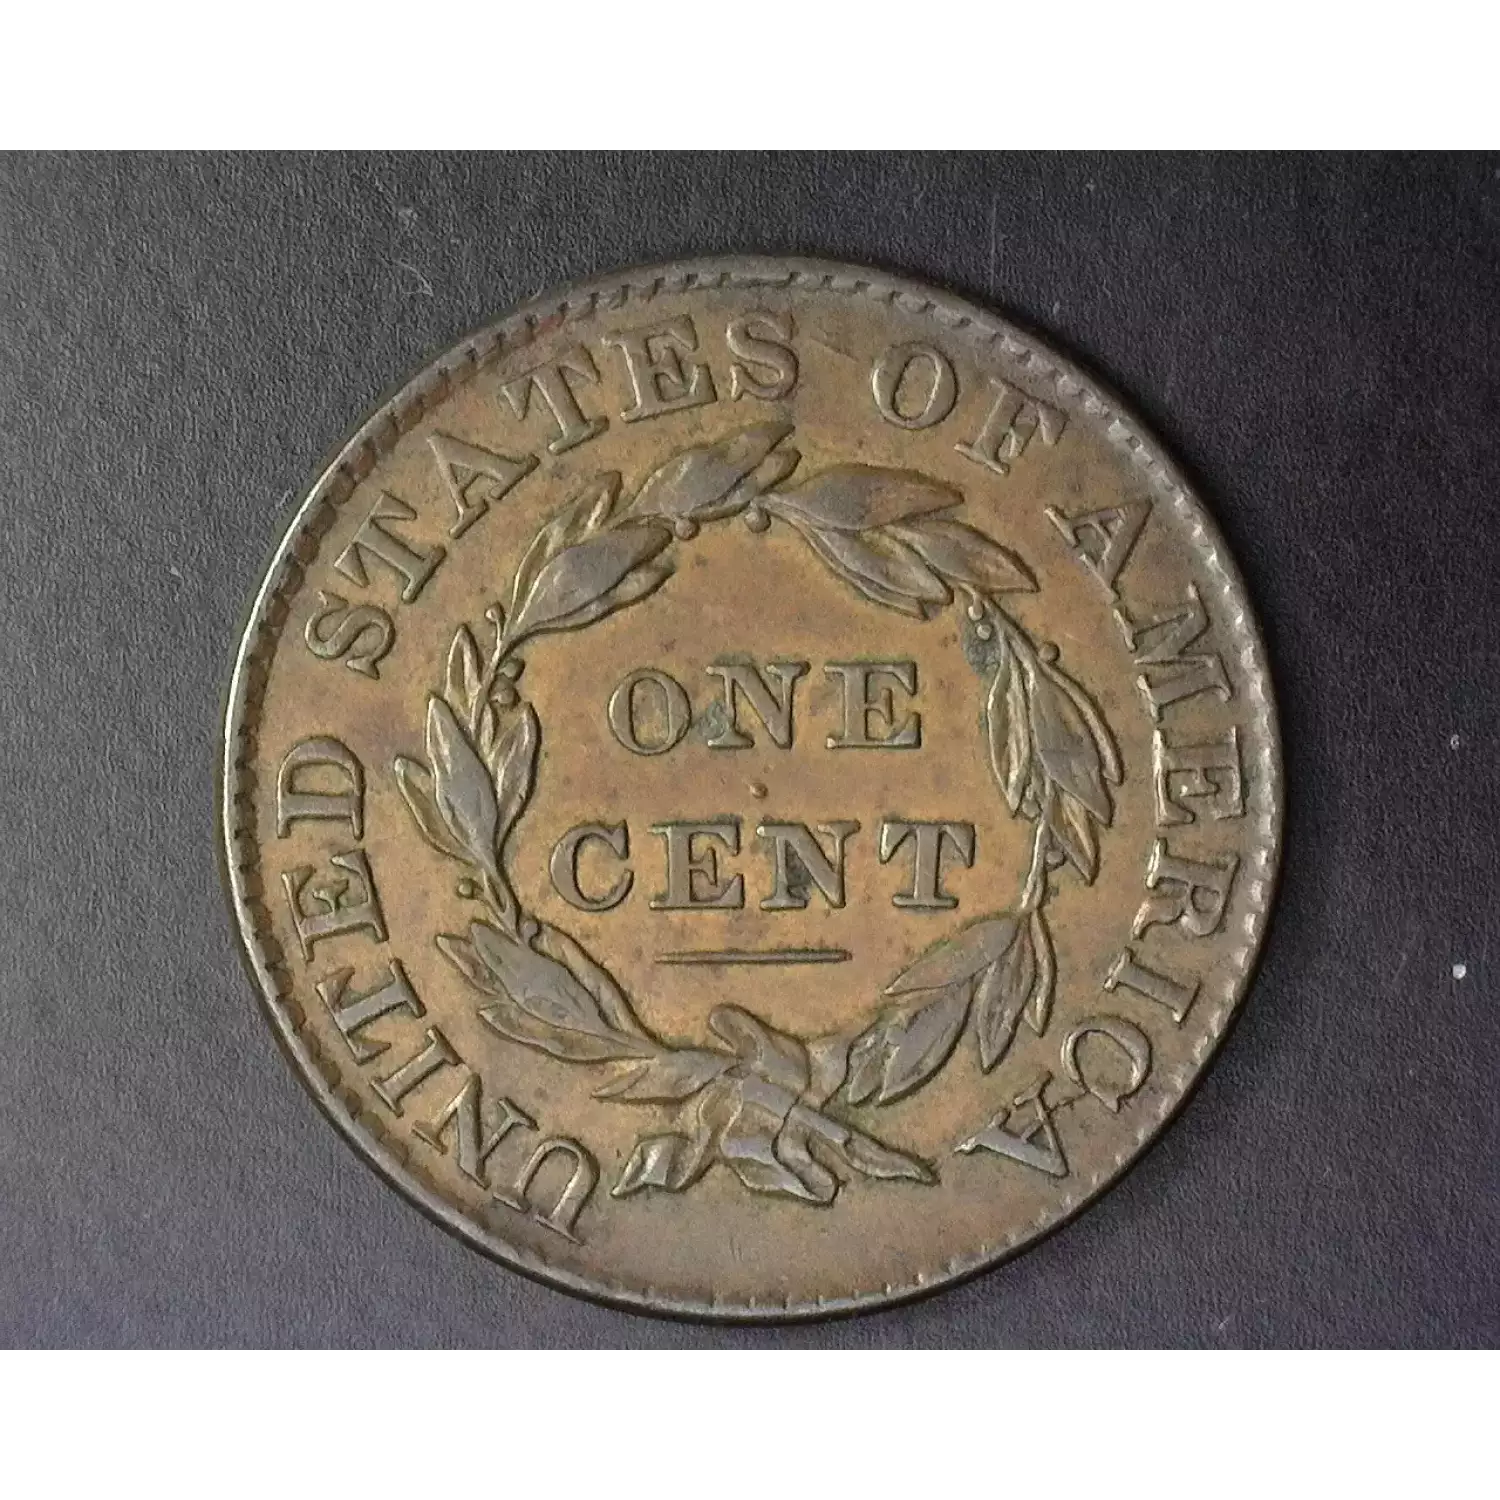 UNITED STATES OF AMERICA
ONE
CENT